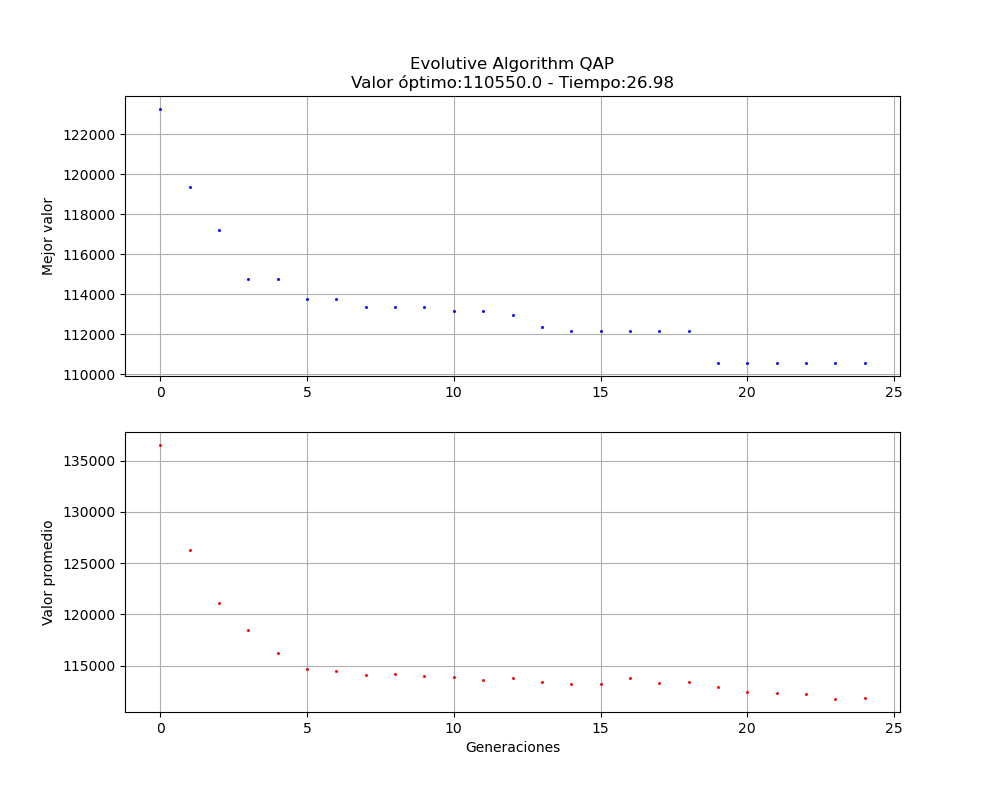 Evolutive Algorithm QAP
Valor óptimo:110550.0 - Tiempo:26.98
Mejor valor
122000
120000
118000
116000
114000
112000
110000
0 5 10 15 20 25
Valor promedio
135000
130000
125000
120000
115000
0 5 10 15 20 25
Generaciones